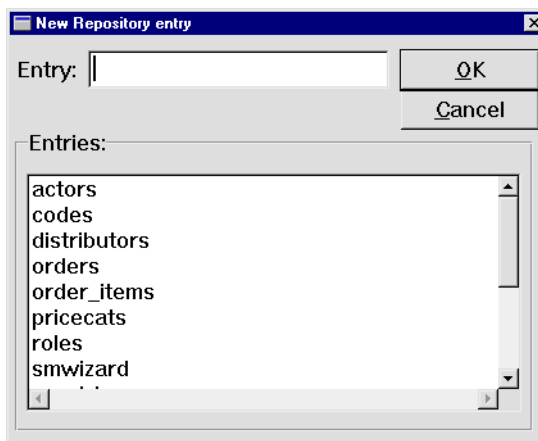 New Repository entry
Entry:
OK
Cancel
Entries:
actors
codes
distributors
orders
order_items
pricecats
roles
smwizard